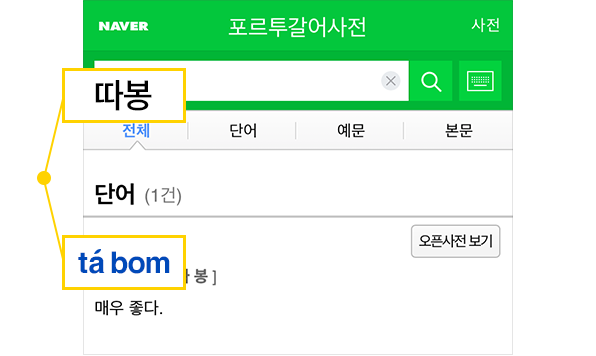 NAVER 포르투갈어사전 사전
따봉
전체 단어 예문 본문
단어 (1건)
오픈사전 보기
tá bom
봉 ]
매우 좋다.